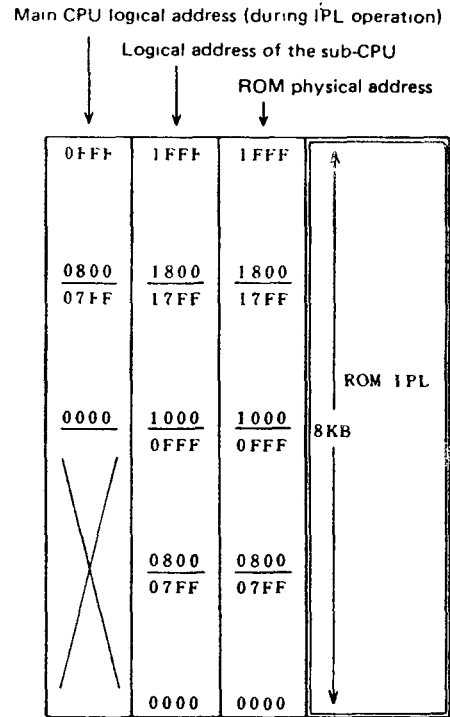 Main CPU logical address (during IPL operation)
Logical address of the sub-CPU
ROM physical address
0FFF 1FFF 1FFF
0800 1800 1800
07FF 17FF 17FF
ROM IPL
0000 1000 1000
8KB
0FFF 0FFF
0800 0800
07FF 07FF
0000 0000